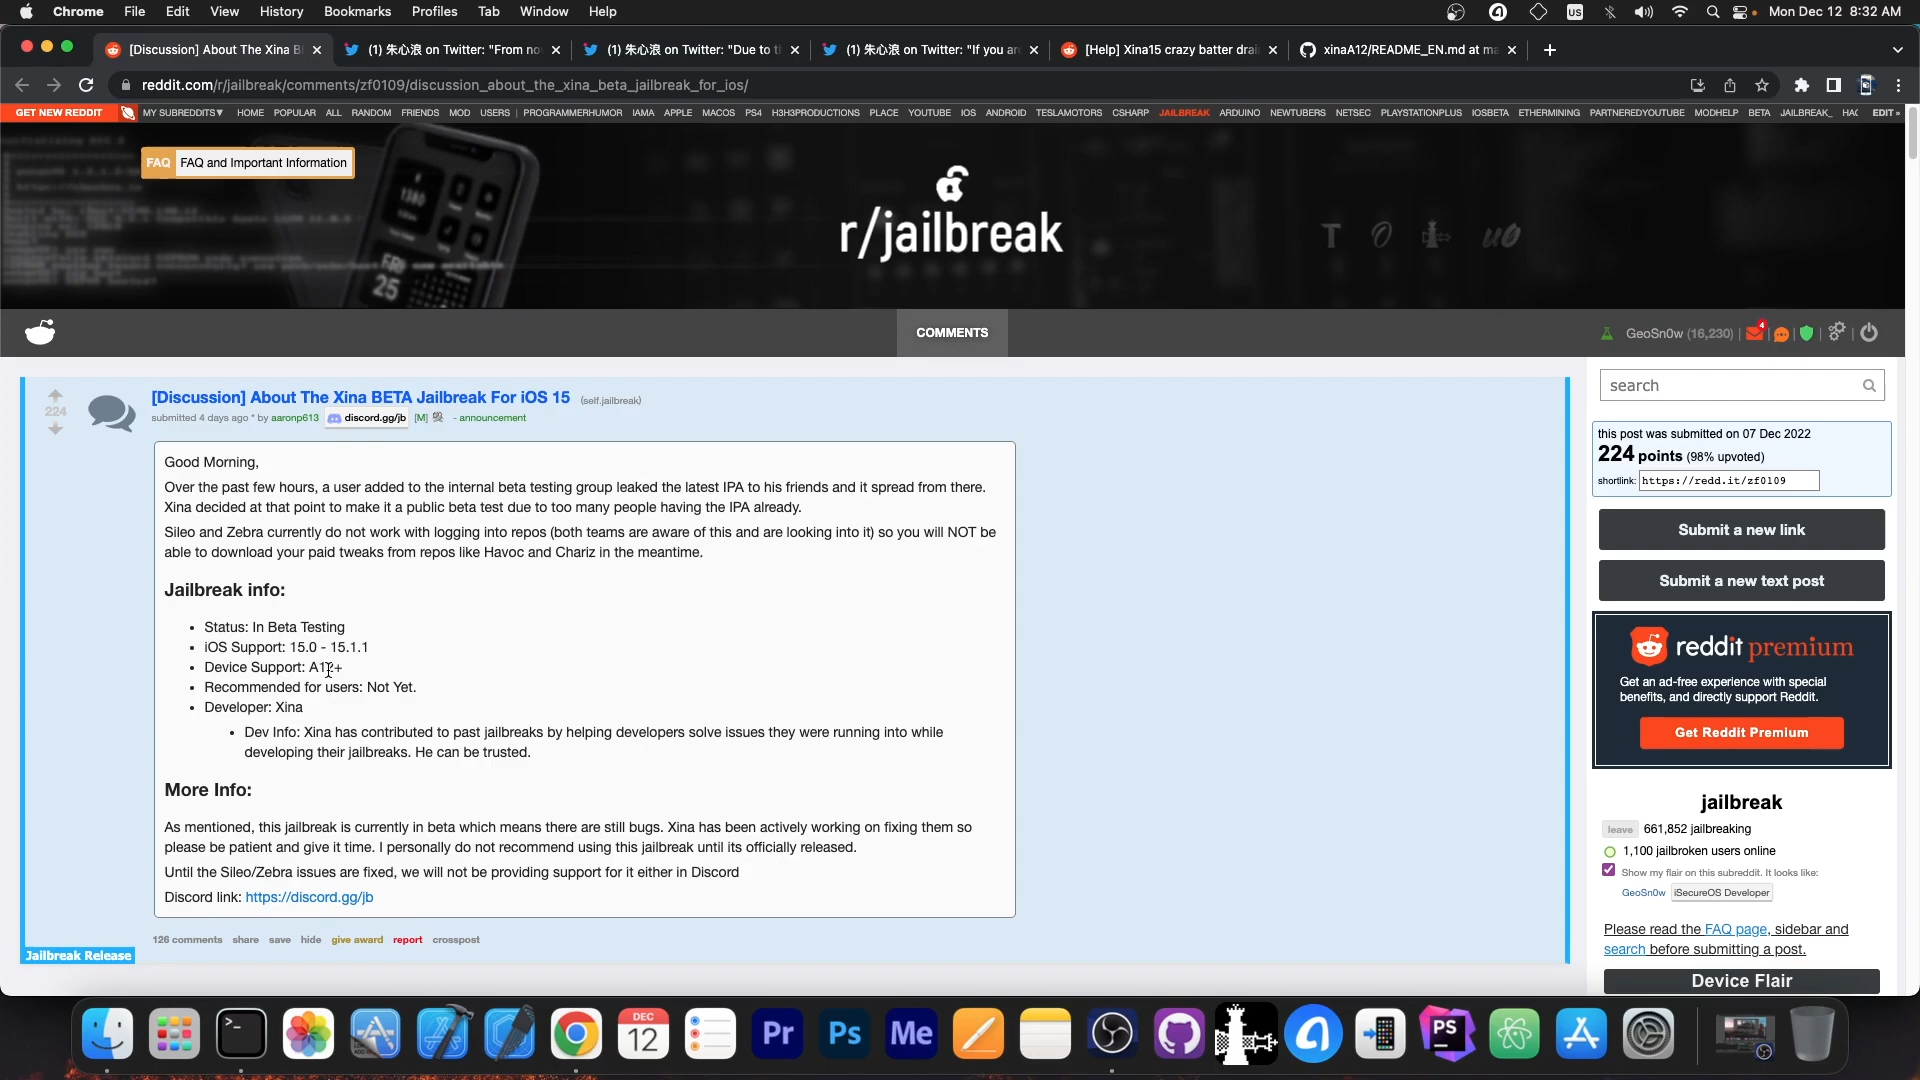 Chrome File Edit View History Bookmarks Profiles Tab Window Help US Mon Dec 12 8:32 AM
[Discussion] About The Xina B (1) 朱心浪 on Twitter: "From no (1) 朱心浪 on Twitter: "Due to t (1) 朱心浪 on Twitter: "If you are [Help] Xina15 crazy batter drai xinaA12/README_EN.md at ma
reddit.com/r/jailbreak/comments/zf0109/discussion_about_the_xina_beta_jailbreak_for_ios/
GET NEW REDDIT MY SUBREDDITS▼ HOME POPULAR ALL RANDOM FRIENDS MOD USERS | PROGRAMMERHUMOR IAMA APPLE MACOS PS4 H3H3PRODUCTIONS PLACE YOUTUBE IOS ANDROID TESLAMOTORS CSHARP JAILBREAK ARDUINO NEWTUBERS NETSEC PLAYSTATIONPLUS IOSBETA ETHERMINING PARTNEREDYOUTUBE MODHELP BETA JAILBREAK_ HAC EDIT »
FAQ FAQ and Important Information
r/jailbreak
FRI
25
COMMENTS
GeoSn0w (16,230) | 4 | | |
[Discussion] About The Xina BETA Jailbreak For iOS 15 (self.jailbreak)
224
submitted 4 days ago * by aaronp613 discord.gg/jb [M] - announcement
Good Morning,
Over the past few hours, a user added to the internal beta testing group leaked the latest IPA to his friends and it spread from there.
Xina decided at that point to make it a public beta test due to too many people having the IPA already.
Sileo and Zebra currently do not work with logging into repos (both teams are aware of this and are looking into it) so you will NOT be
able to download your paid tweaks from repos like Havoc and Chariz in the meantime.
Jailbreak info:
• Status: In Beta Testing
• iOS Support: 15.0 - 15.1.1
• Device Support: A12+
• Recommended for users: Not Yet.
• Developer: Xina
• Dev Info: Xina has contributed to past jailbreaks by helping developers solve issues they were running into while
developing their jailbreaks. He can be trusted.
More Info:
As mentioned, this jailbreak is currently in beta which means there are still bugs. Xina has been actively working on fixing them so
please be patient and give it time. I personally do not recommend using this jailbreak until its officially released.
Until the Sileo/Zebra issues are fixed, we will not be providing support for it either in Discord
Discord link: https://discord.gg/jb
126 comments share save hide give award report crosspost
Jailbreak Release
search
this post was submitted on 07 Dec 2022
224 points (98% upvoted)
shortlink: https://redd.it/zf0109
Submit a new link
Submit a new text post
reddit premium
Get an ad-free experience with special
benefits, and directly support Reddit.
Get Reddit Premium
jailbreak
leave 661,852 jailbreaking
1,100 jailbroken users online
Show my flair on this subreddit. It looks like:
GeoSn0w iSecureOS Developer
Please read the FAQ page, sidebar and
search before submitting a post.
Device Flair
DEC
12
Pr Ps Me PS